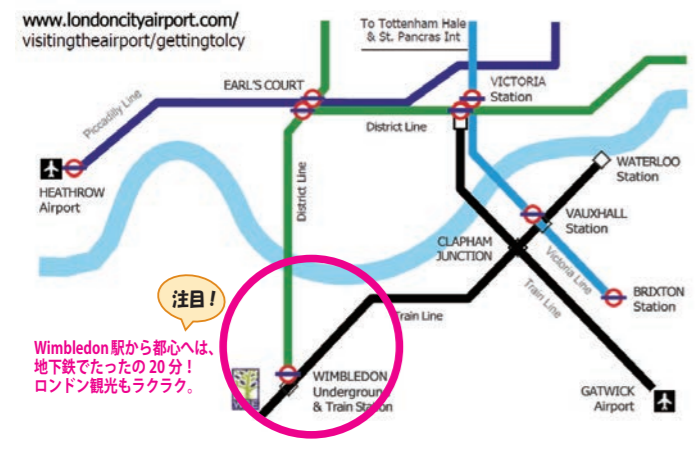 www.londoncityairport.com/
visitingtheairport/gettingtolcy
To Tottenham Hale
& St. Pancras Int
EARL'S COURT
VICTORIA
Station
Piccadilly Line
District Line
HEATHROW
Airport
District Line
WATERLOO
Station
VAUXHALL
Station
CLAPHAM
JUNCTION
Victoria Line
Train Line
BRIXTON
Station
注目!
Train Line
Wimbledon駅から都心へは、
地下鉄でたったの20分!
ロンドン観光もラクラク。
WIMBLEDON
Underground
& Train Station
GATWICK
Airport